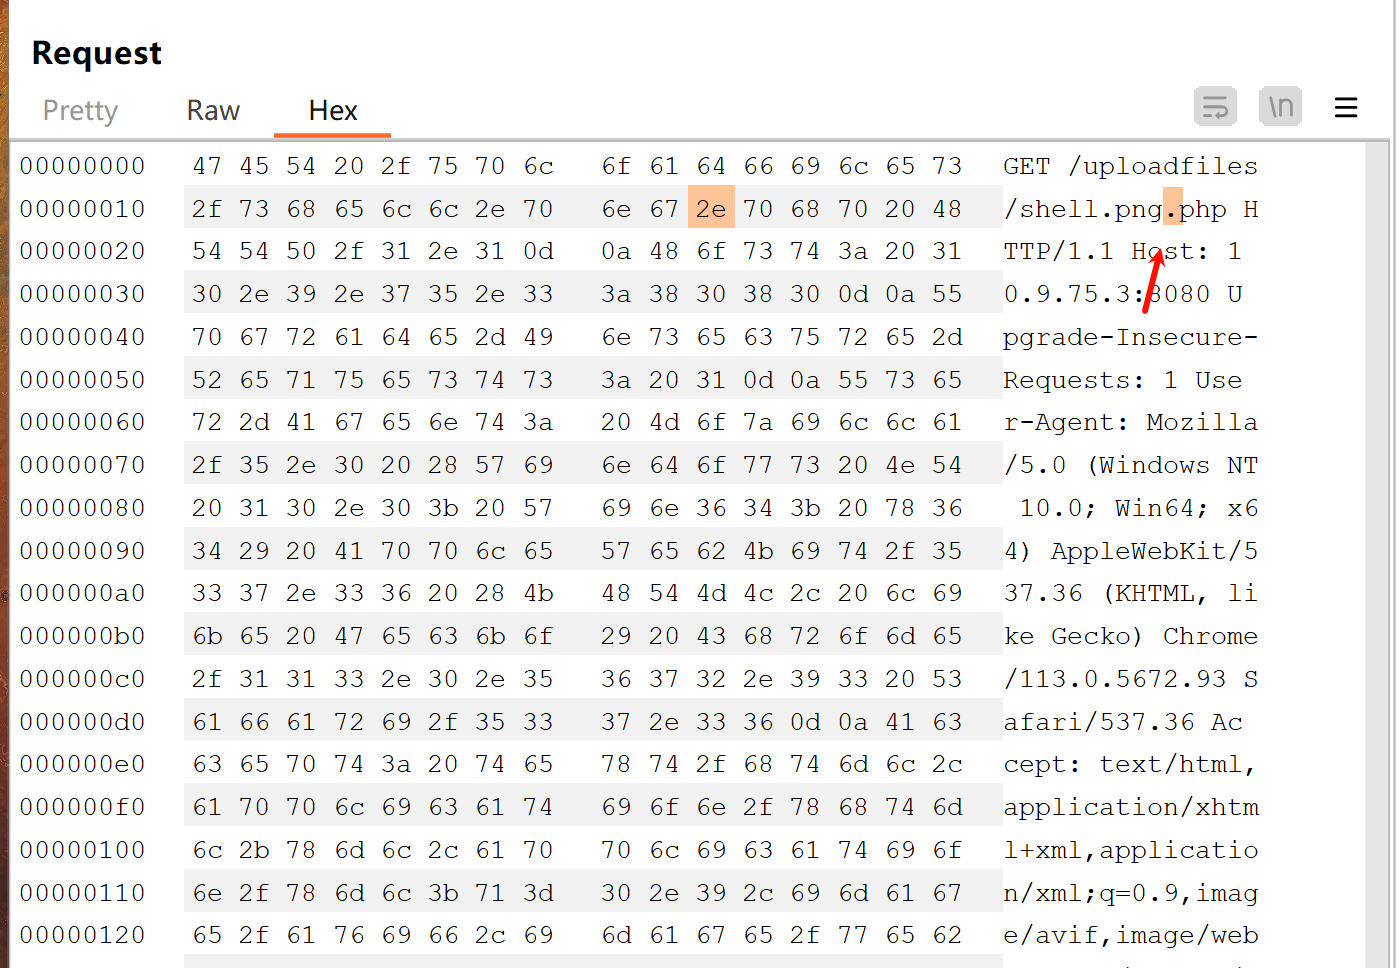 Request
Pretty Raw Hex \n
00000000 47 45 54 20 2f 75 70 6c 6f 61 64 66 69 6c 65 73 GET /uploadfiles
00000010 2f 73 68 65 6c 6c 2e 70 6e 67 2e 70 68 70 20 48 /shell.png.php H
00000020 54 54 50 2f 31 2e 31 0d 0a 48 6f 73 74 3a 20 31 TTP/1.1 Host: 1
00000030 30 2e 39 2e 37 35 2e 33 3a 38 30 38 30 0d 0a 55 0.9.75.3:8080 U
00000040 70 67 72 61 64 65 2d 49 6e 73 65 63 75 72 65 2d pgrade-Insecure-
00000050 52 65 71 75 65 73 74 73 3a 20 31 0d 0a 55 73 65 Requests: 1 Use
00000060 72 2d 41 67 65 6e 74 3a 20 4d 6f 7a 69 6c 6c 61 r-Agent: Mozilla
00000070 2f 35 2e 30 20 28 57 69 6e 64 6f 77 73 20 4e 54 /5.0 (Windows NT
00000080 20 31 30 2e 30 3b 20 57 69 6e 36 34 3b 20 78 36 10.0; Win64; x6
00000090 34 29 20 41 70 70 6c 65 57 65 62 4b 69 74 2f 35 4) AppleWebKit/5
000000a0 33 37 2e 33 36 20 28 4b 48 54 4d 4c 2c 20 6c 69 37.36 (KHTML, li
000000b0 6b 65 20 47 65 63 6b 6f 29 20 43 68 72 6f 6d 65 ke Gecko) Chrome
000000c0 2f 31 31 33 2e 30 2e 35 36 37 32 2e 39 33 20 53 /113.0.5672.93 S
000000d0 61 66 61 72 69 2f 35 33 37 2e 33 36 0d 0a 41 63 afari/537.36 Ac
000000e0 63 65 70 74 3a 20 74 65 78 74 2f 68 74 6d 6c 2c cept: text/html,
000000f0 61 70 70 6c 69 63 61 74 69 6f 6e 2f 78 68 74 6d application/xhtm
00000100 6c 2b 78 6d 6c 2c 61 70 70 6c 69 63 61 74 69 6f l+xml,applicatio
00000110 6e 2f 78 6d 6c 3b 71 3d 30 2e 39 2c 69 6d 61 67 n/xml;q=0.9,imag
00000120 65 2f 61 76 69 66 2c 69 6d 61 67 65 2f 77 65 62 e/avif,image/web